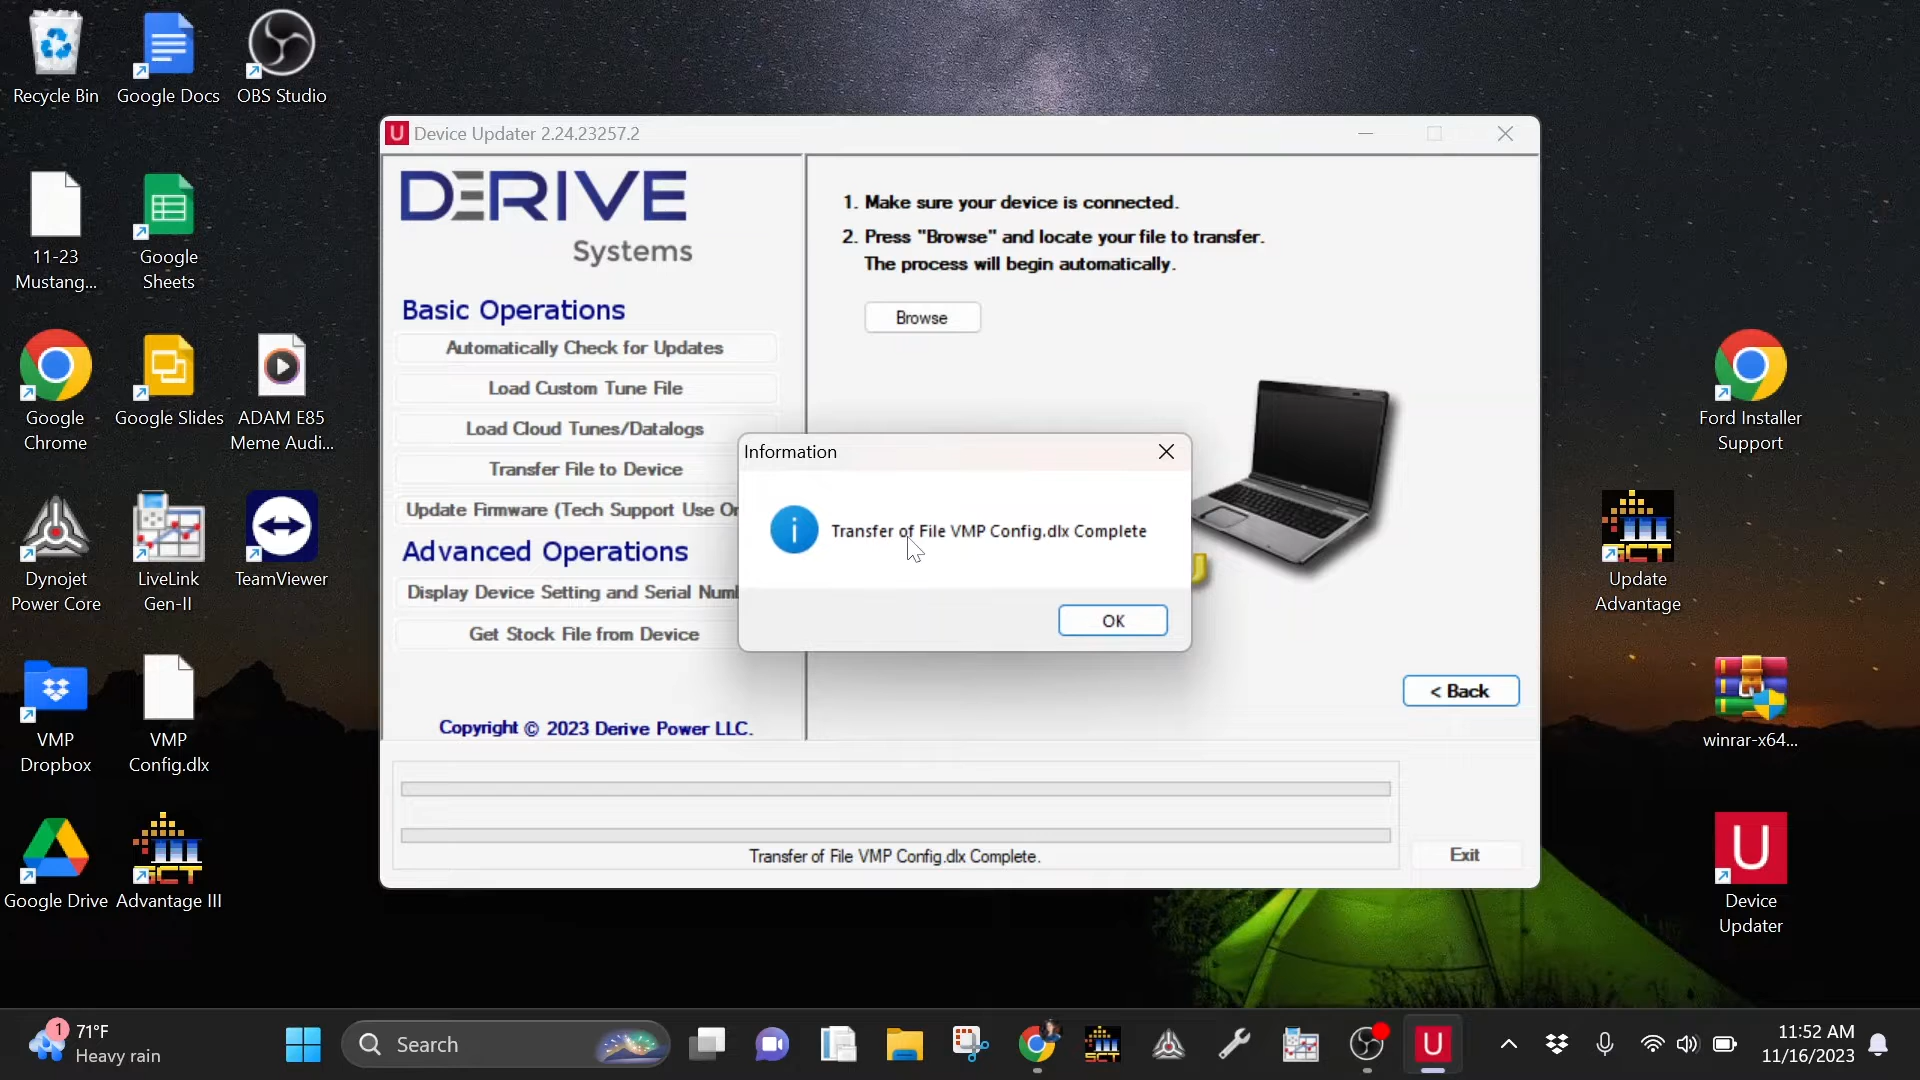 Recycle Bin
Google Docs
OBS Studio
11-23
Mustang...
Google
Sheets
Google
Chrome
Google Slides
ADAM E85
Meme Audi...
Dynojet
Power Core
LiveLink
Gen-II
TeamViewer
VMP
Dropbox
VMP
Config.dlx
Google Drive
SCT
Advantage III
U Device Updater 2.24.23257.2
DERIVE
Systems
Basic Operations
Automatically Check for Updates
Load Custom Tune File
Load Cloud Tunes/Datalogs
Transfer File to Device
Update Firmware (Tech Support Use On
Advanced Operations
Display Device Setting and Serial Numb
Get Stock File from Device
Copyright © 2023 Derive Power LLC.
1. Make sure your device is connected.
2. Press "Browse" and locate your file to transfer.
The process will begin automatically.
Browse
Information
i
Transfer of File VMP Config.dlx Complete
OK
< Back
Transfer of File VMP Config.dlx Complete.
Exit
Ford Installer
Support
SCT
Update
Advantage
winrar-x64...
U
Device
Updater
1
71°F
Heavy rain
Search
SCT
U
11:52 AM
11/16/2023